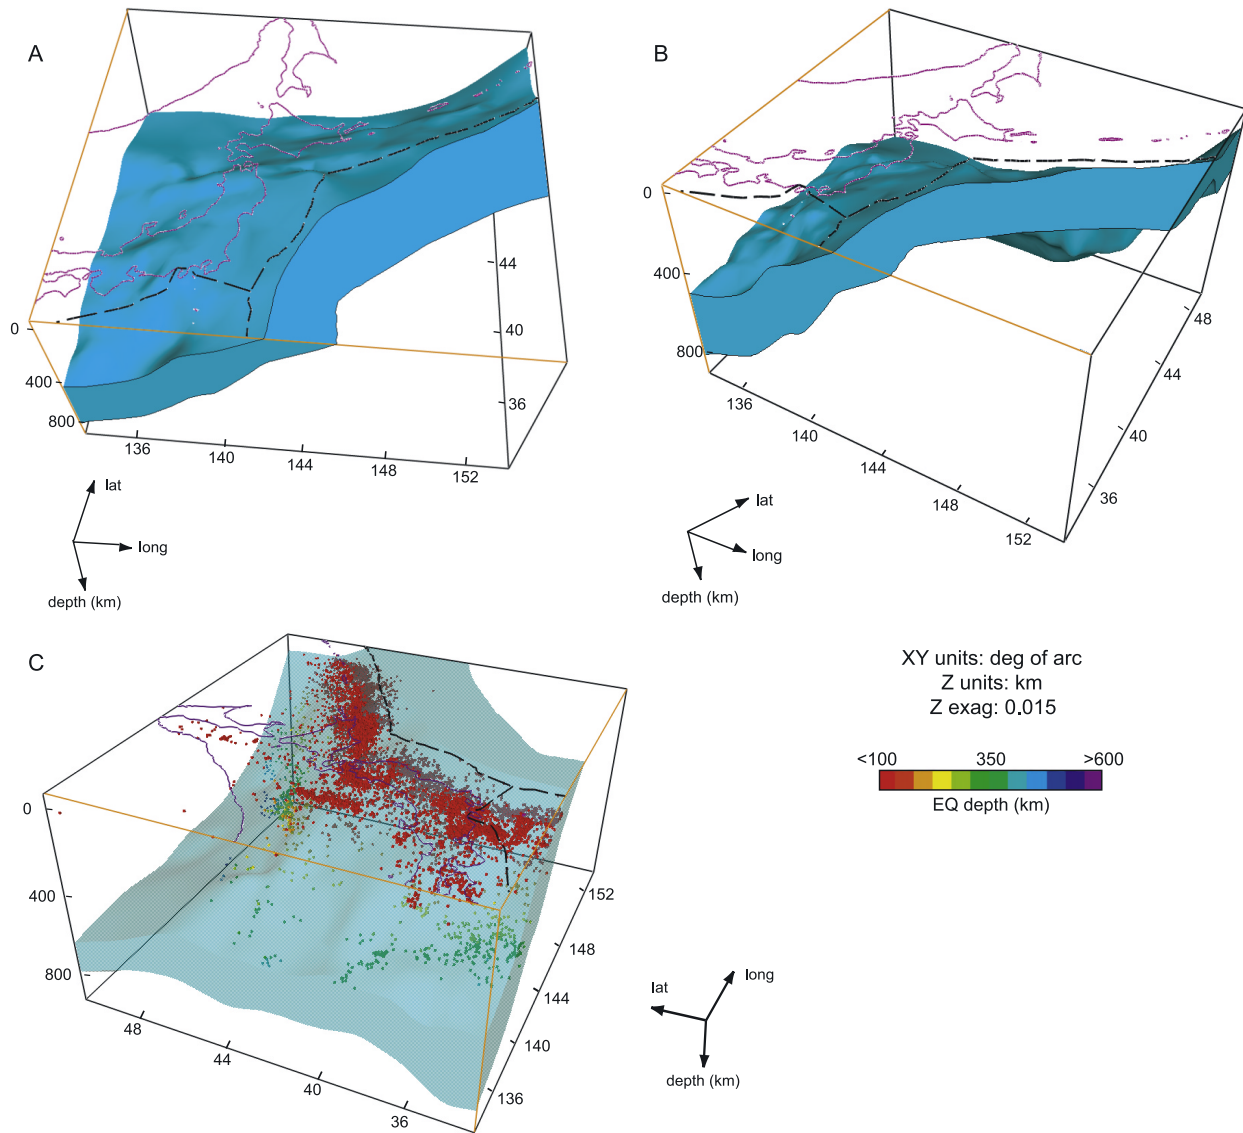 A
0
400
800
136
140
144
148
152
44
40
36
lat
long
depth (km)
B
0
400
800
136
140
144
148
152
48
44
40
36
lat
long
depth (km)
C
0
400
800
48
44
40
36
152
148
144
140
136
lat
long
depth (km)
XY units: deg of arc
Z units: km
Z exag: 0.015
<100 350 >600
EQ depth (km)